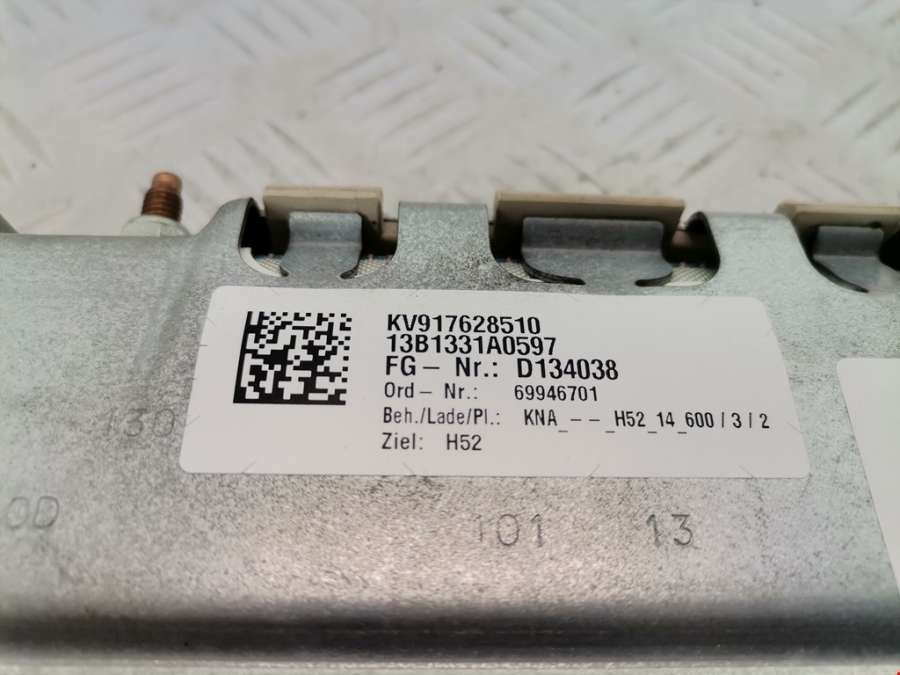 KV917628510
13B1331A0597
FG- Nr.: D134038
Ord- Nr.: 69946701
Beh./Lade/Pl.: KNA_--_H52_14_600/3/2
Ziel: H52
130
0D
101 13